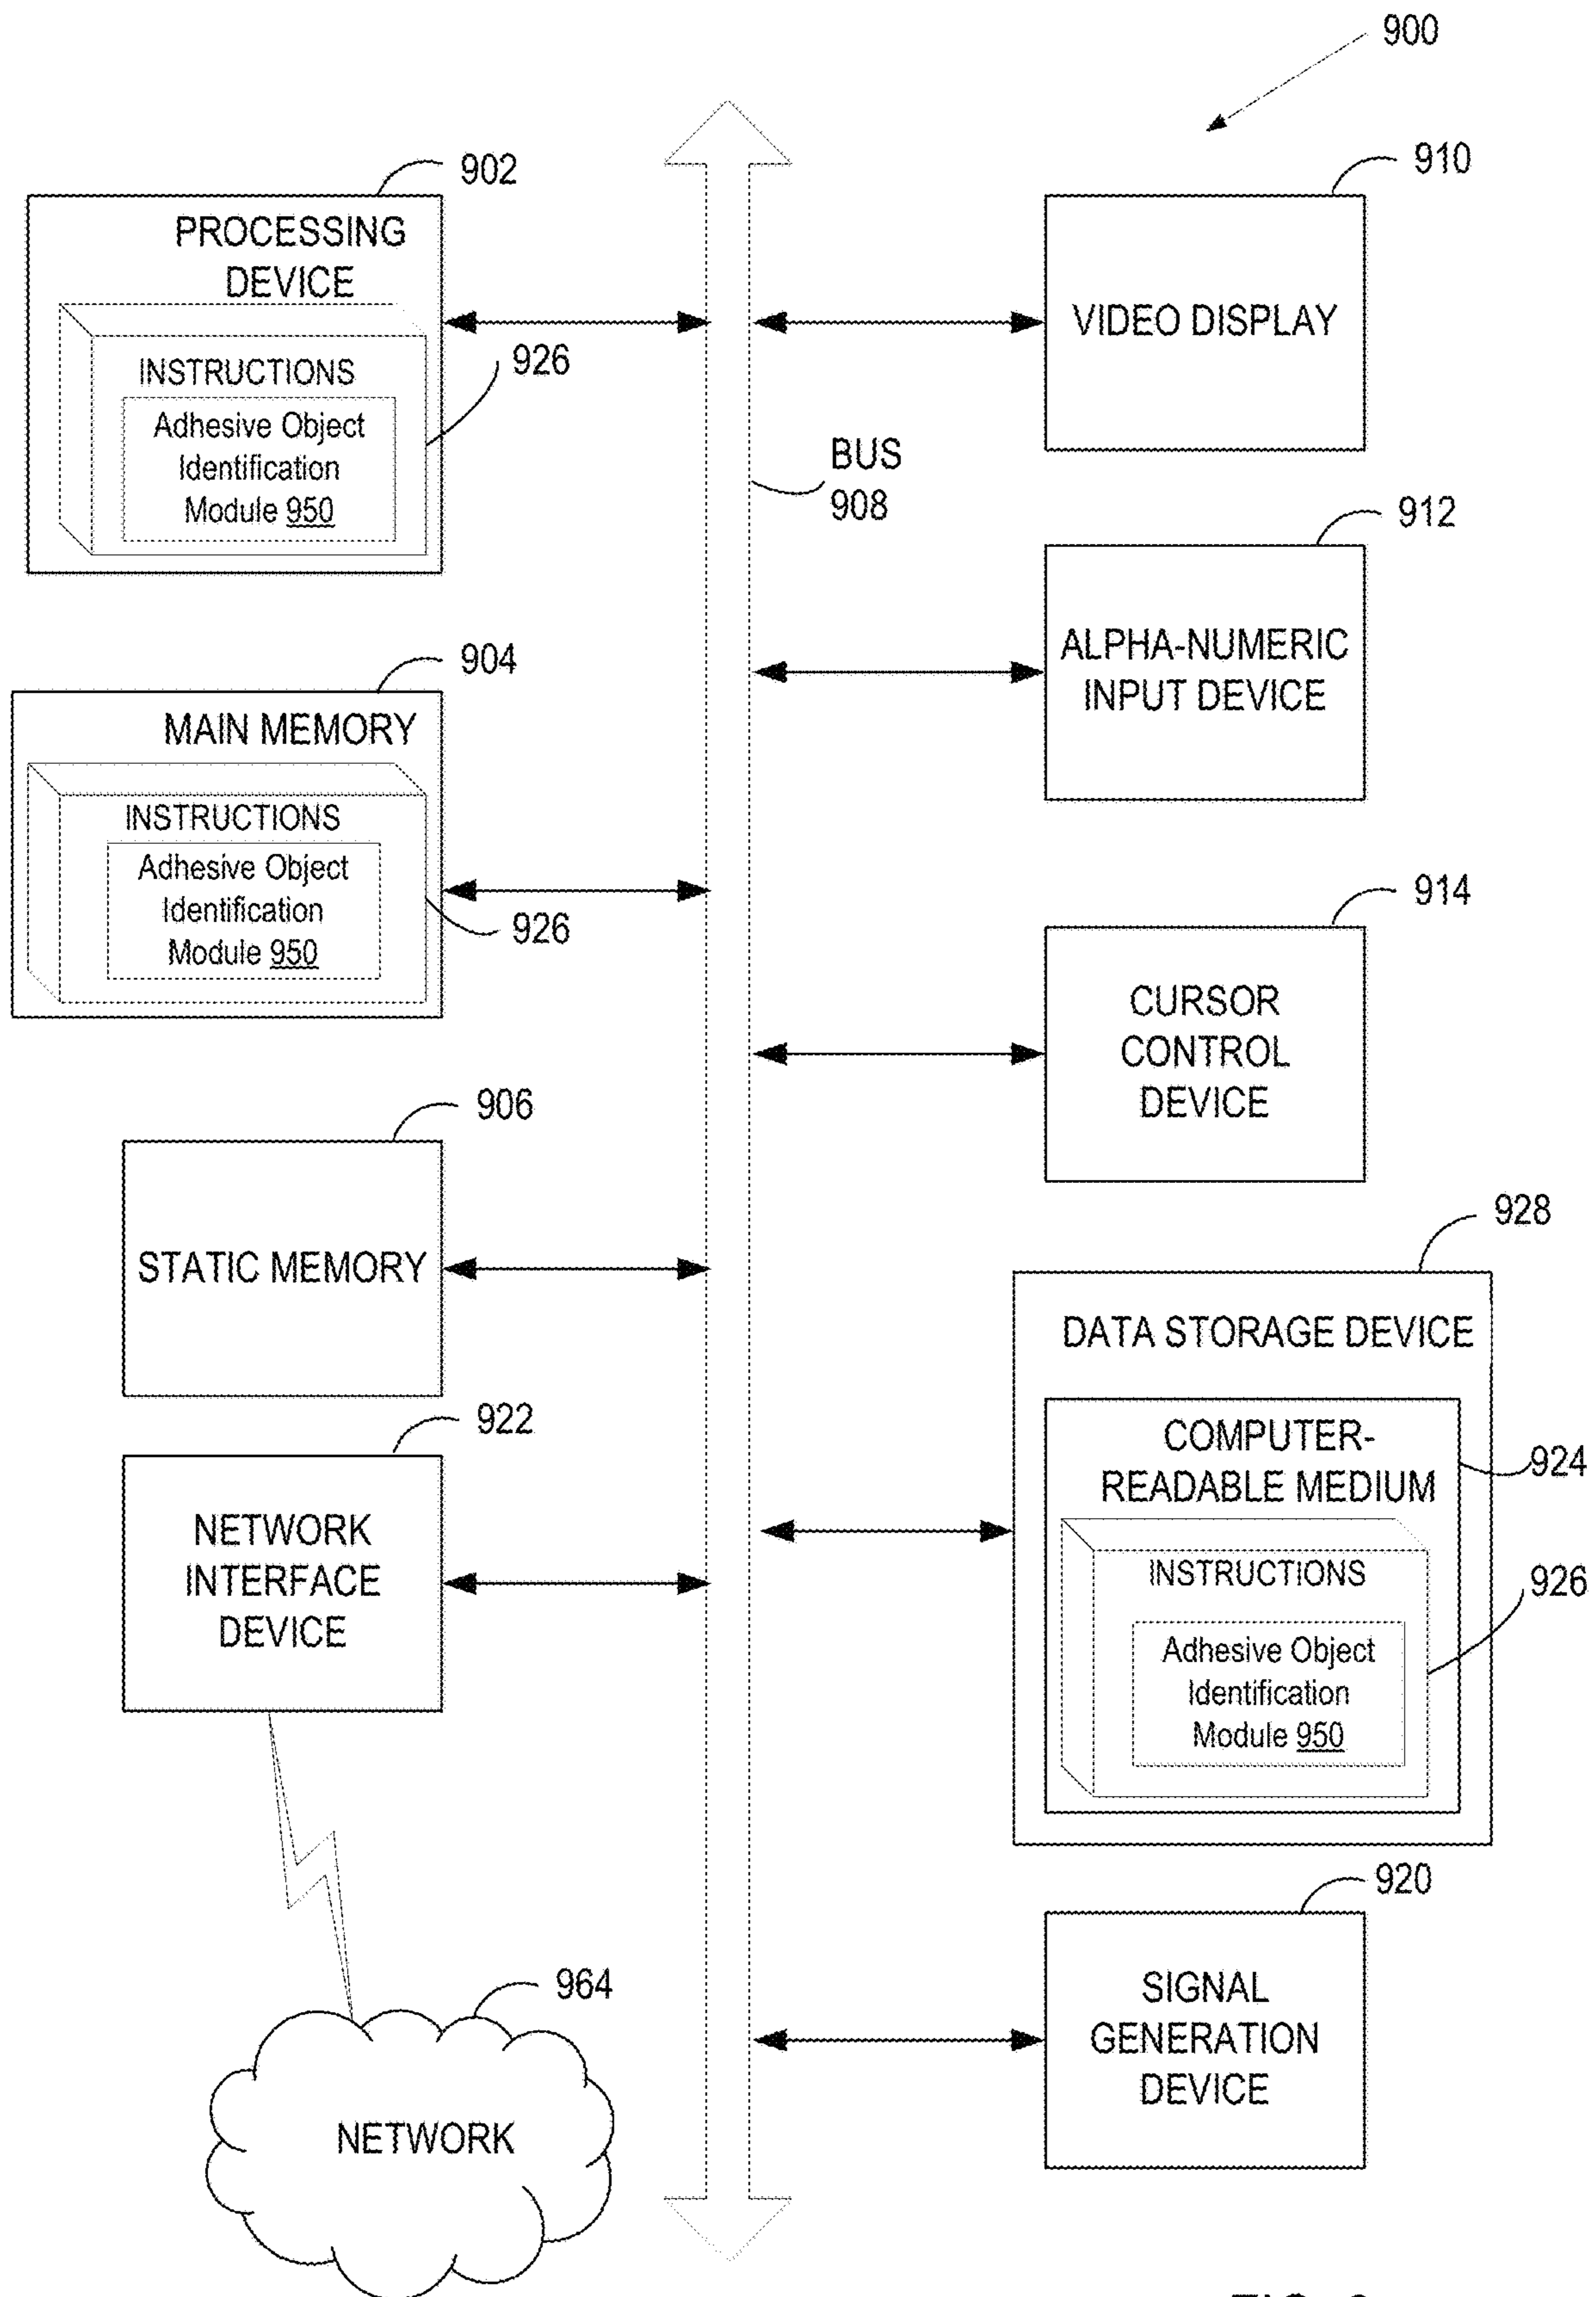 900
902
PROCESSING
DEVICE
INSTRUCTIONS
Adhesive Object
Identification
Module 950
926
910
VIDEO DISPLAY
BUS
908
912
ALPHA-NUMERIC
INPUT DEVICE
904
MAIN MEMORY
INSTRUCTIONS
Adhesive Object
Identification
Module 950
926
914
CURSOR
CONTROL
DEVICE
906
STATIC MEMORY
928
DATA STORAGE DEVICE
COMPUTER-
READABLE MEDIUM
924
INSTRUCTIONS
Adhesive Object
Identification
Module 950
926
922
NETWORK
INTERFACE
DEVICE
920
SIGNAL
GENERATION
DEVICE
964
NETWORK